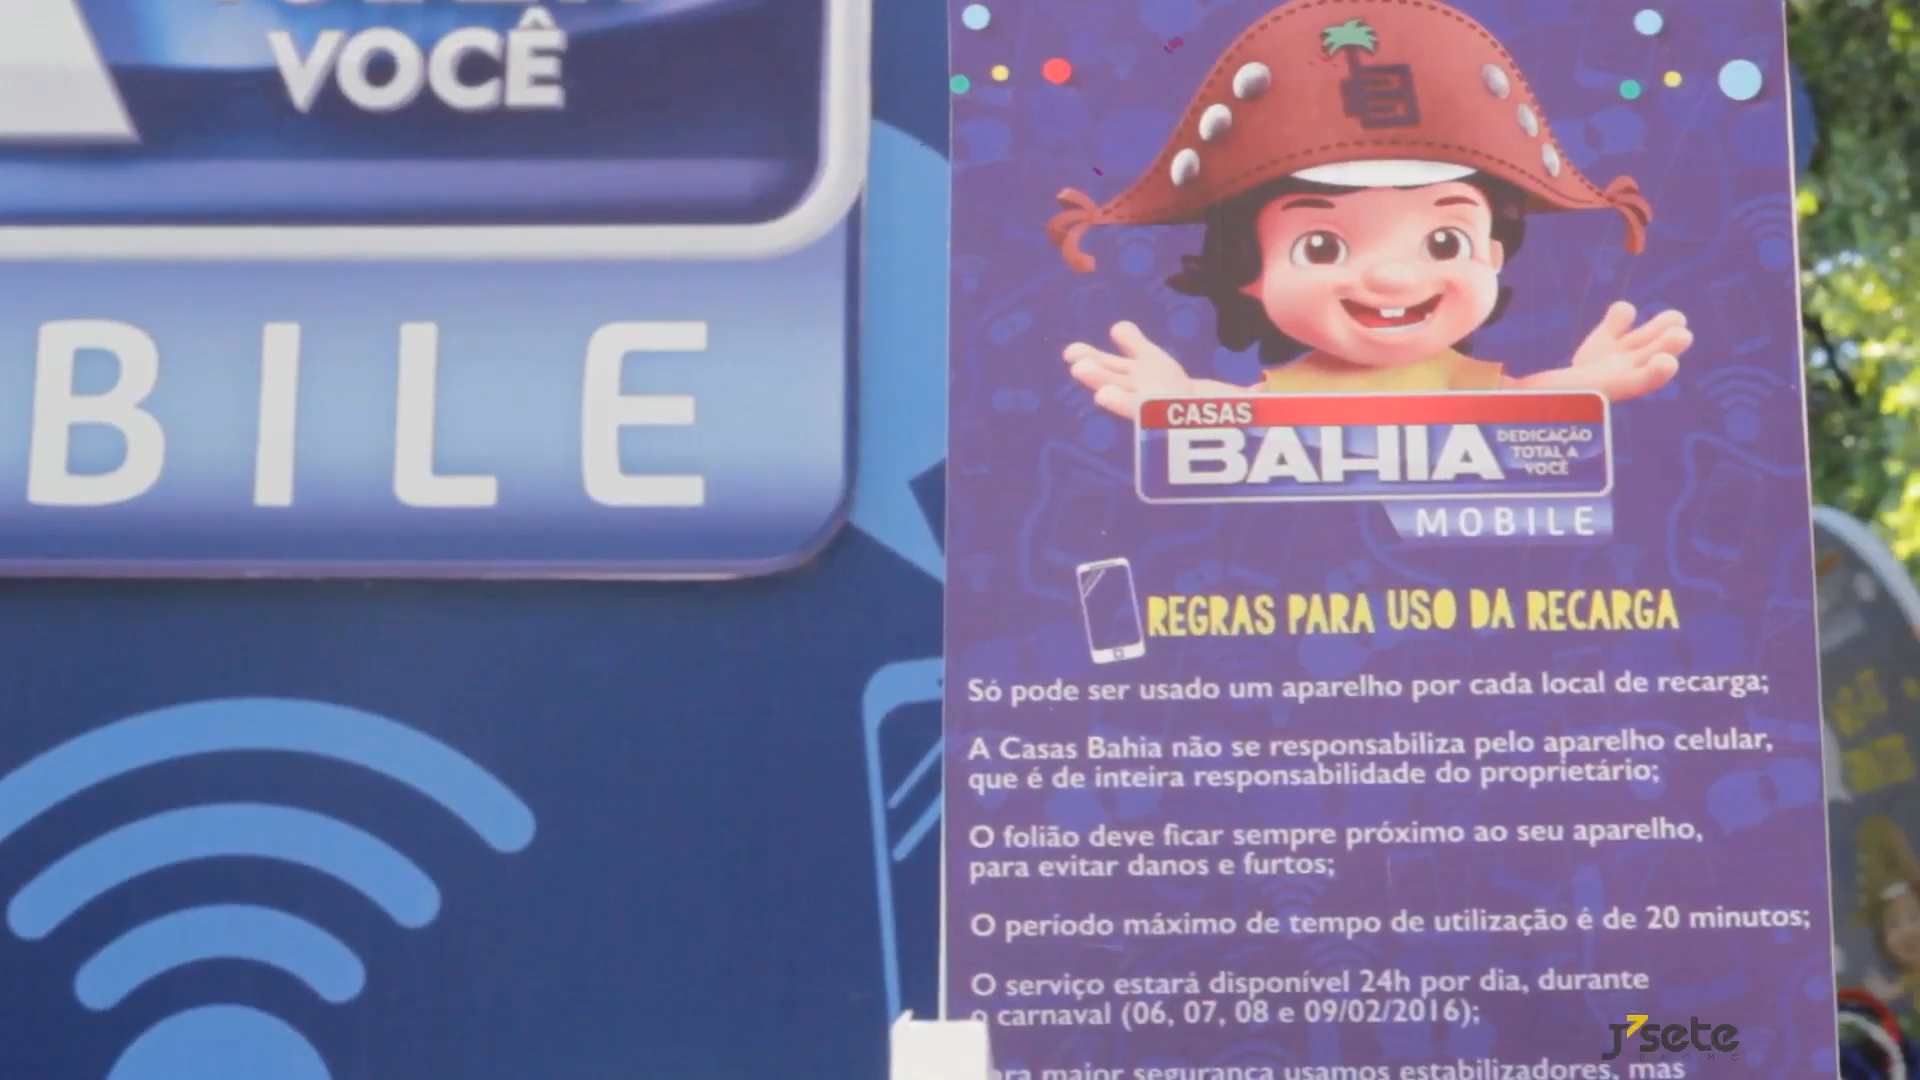 VOCÊ
BILE
CASAS
BAHIA
DEDICAÇÃO
TOTAL A
VOCÊ
MOBILE
REGRAS PARA USO DA RECARGA
Só pode ser usado um aparelho por cada local de recarga;
A Casas Bahia não se responsabiliza pelo aparelho celular,
que é de inteira responsabilidade do proprietário;
O folião deve ficar sempre próximo ao seu aparelho,
para evitar danos e furtos;
O período máximo de tempo de utilização é de 20 minutos;
O serviço estará disponível 24h por dia, durante
o carnaval (06, 07, 08 e 09/02/2016);
maior segurança usamos estabilizadores, mas
J7sete